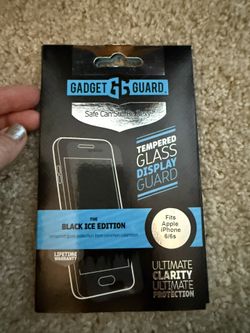 GADGET GG GUARD
Safe Can Still Be Sexy
TEMPERED
GLASS
DISPLAY
GUARD
THE
BLACK ICE EDITION
Fits
Apple
iPhone
6/6s
LIFETIME
WARRANTY
ULTIMATE
CLARITY
ULTIMATE
PROTECTION